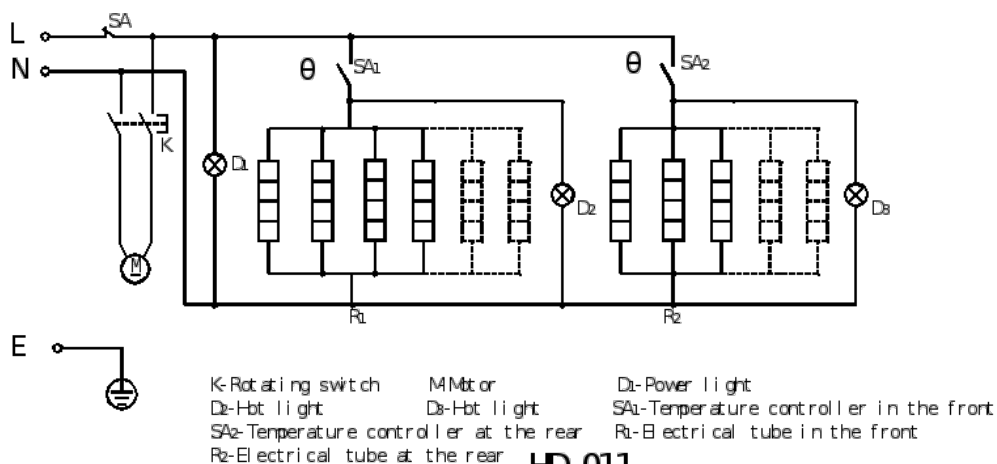 L SA
N
θ SA1 θ SA2
K
D1 D2 D3
M
R1 R2
E
K-Rotating switch M-Motor D1-Power light
D2-Hot light D3-Hot light SA1-Temperature controller in the front
SA2-Temperature controller at the rear R1-Electrical tube in the front
R2-Electrical tube at the rear HD-011